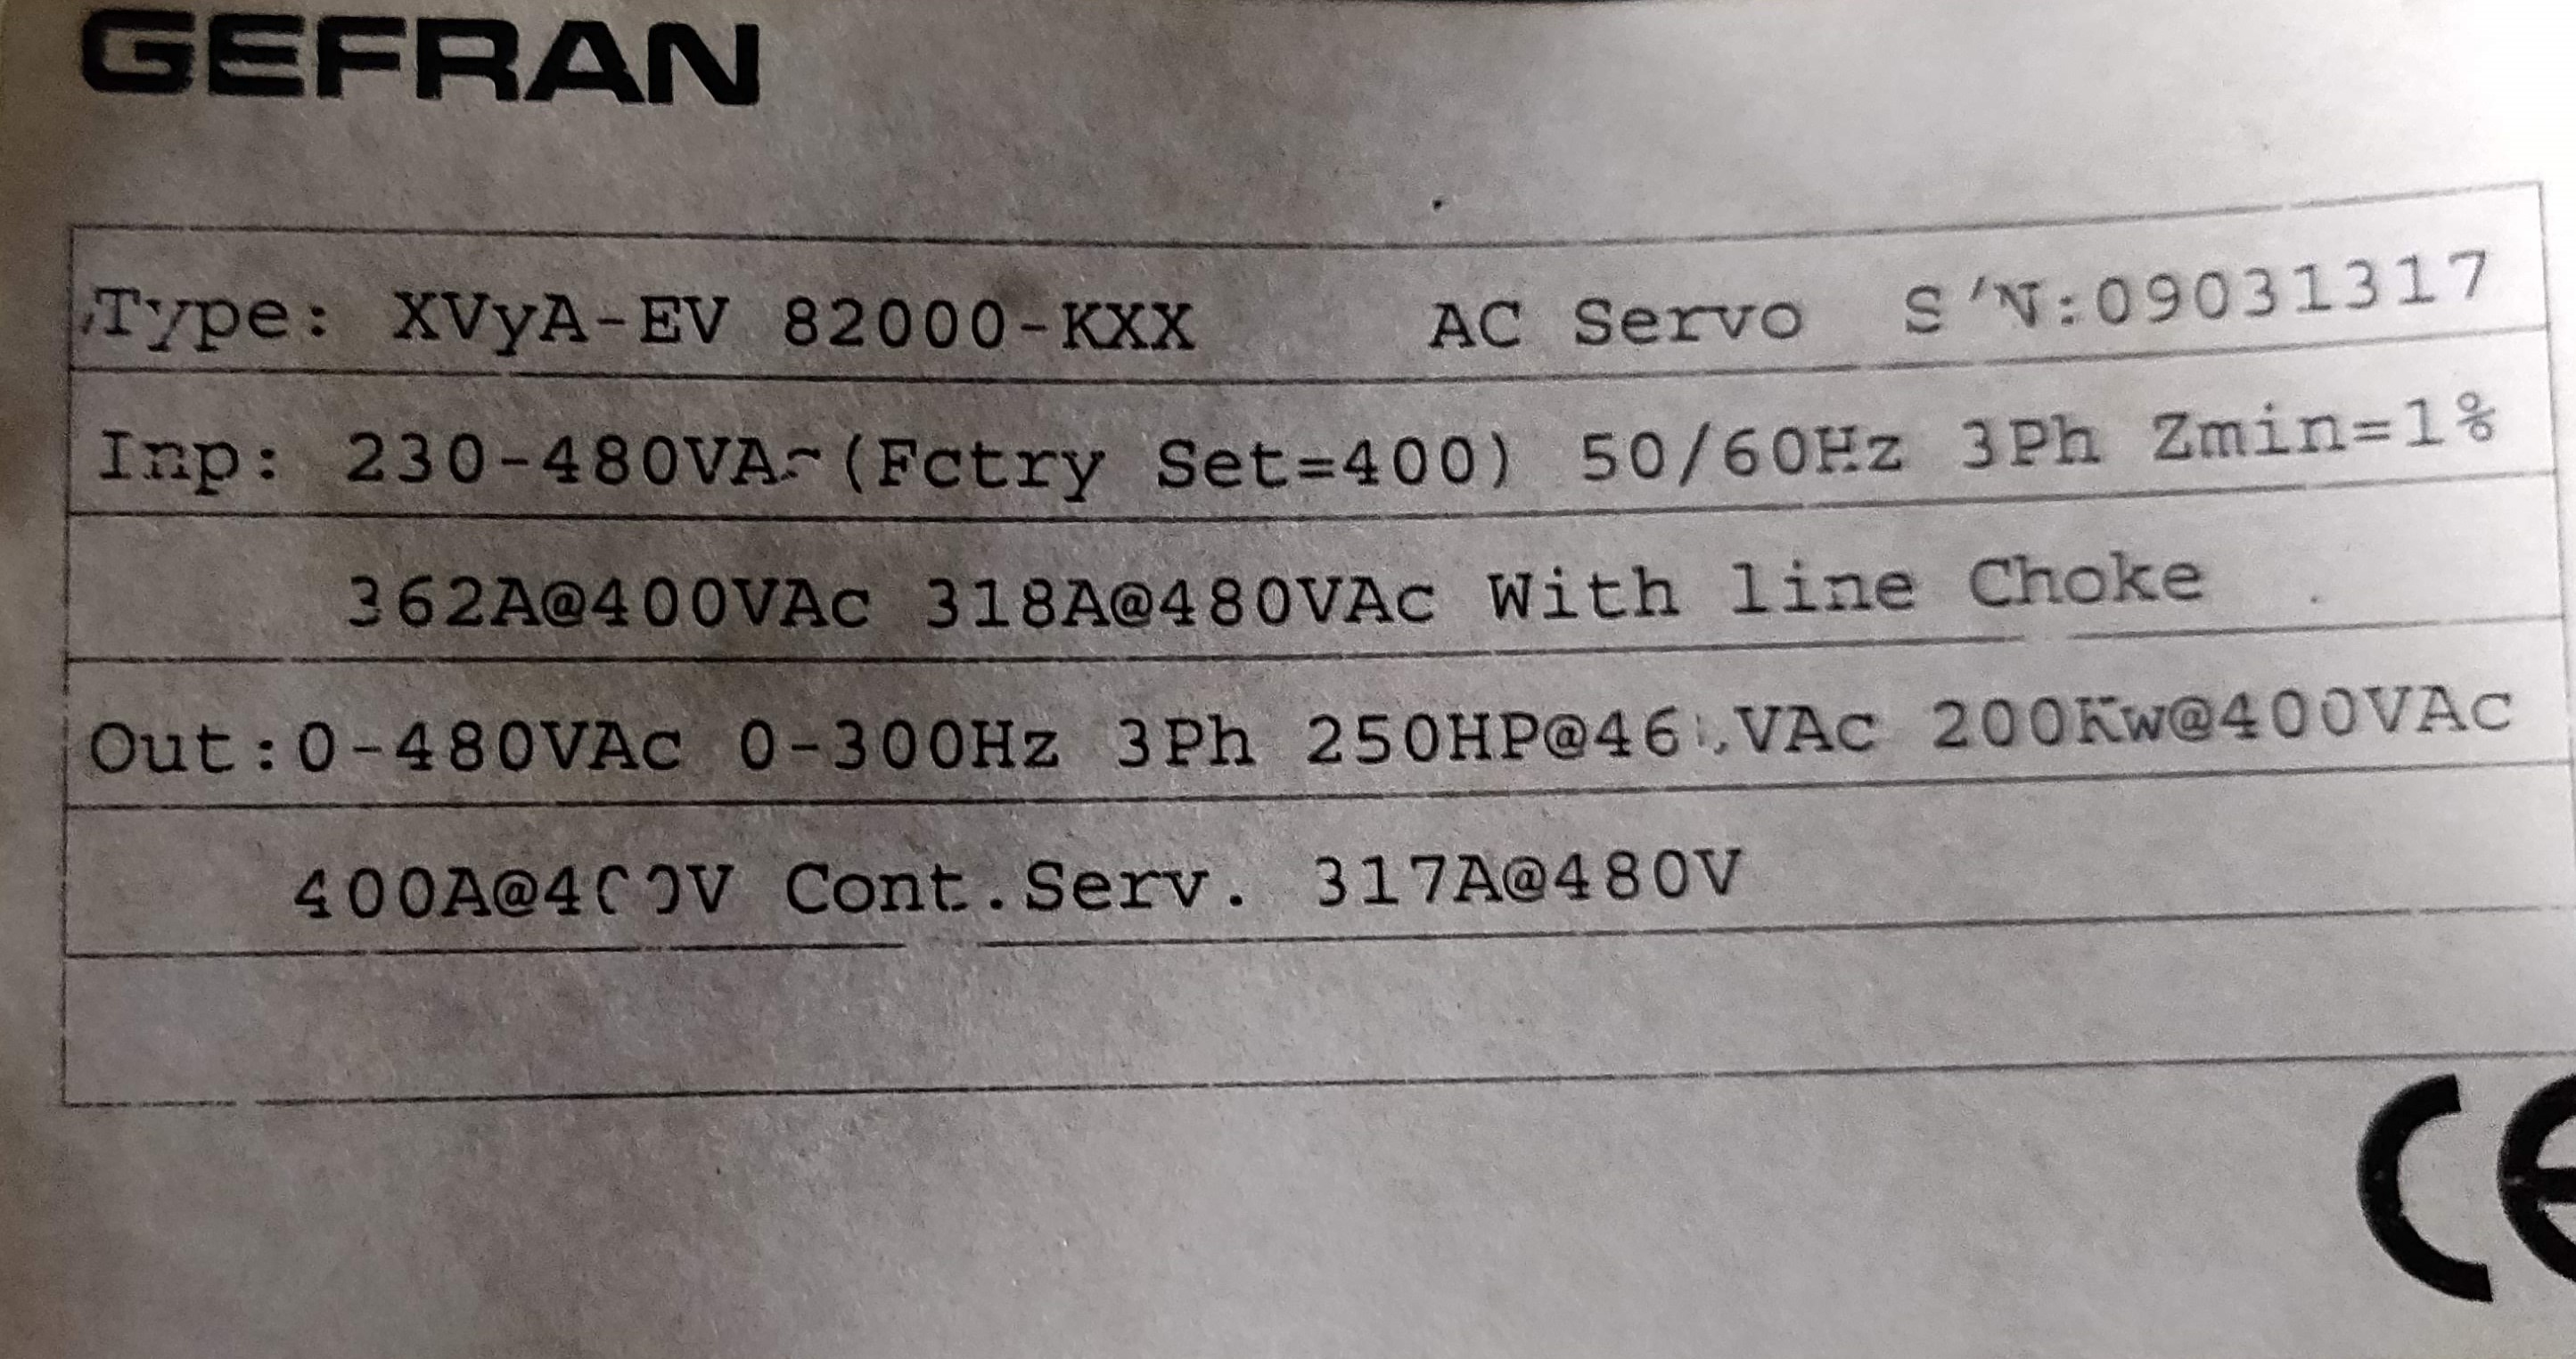 GEFRAN
Type: XVyA-EV 82000-KXX AC Servo S/N:09031317
Inp: 230-480VAc (Fctry Set=400) 50/60Hz 3Ph Zmin=1%
362A@400VAc 318A@480VAc With line Choke
Out:0-480VAc 0-300Hz 3Ph 250HP@460VAc 200Kw@400VAc
400A@400V Cont.Serv. 317A@480V
CE